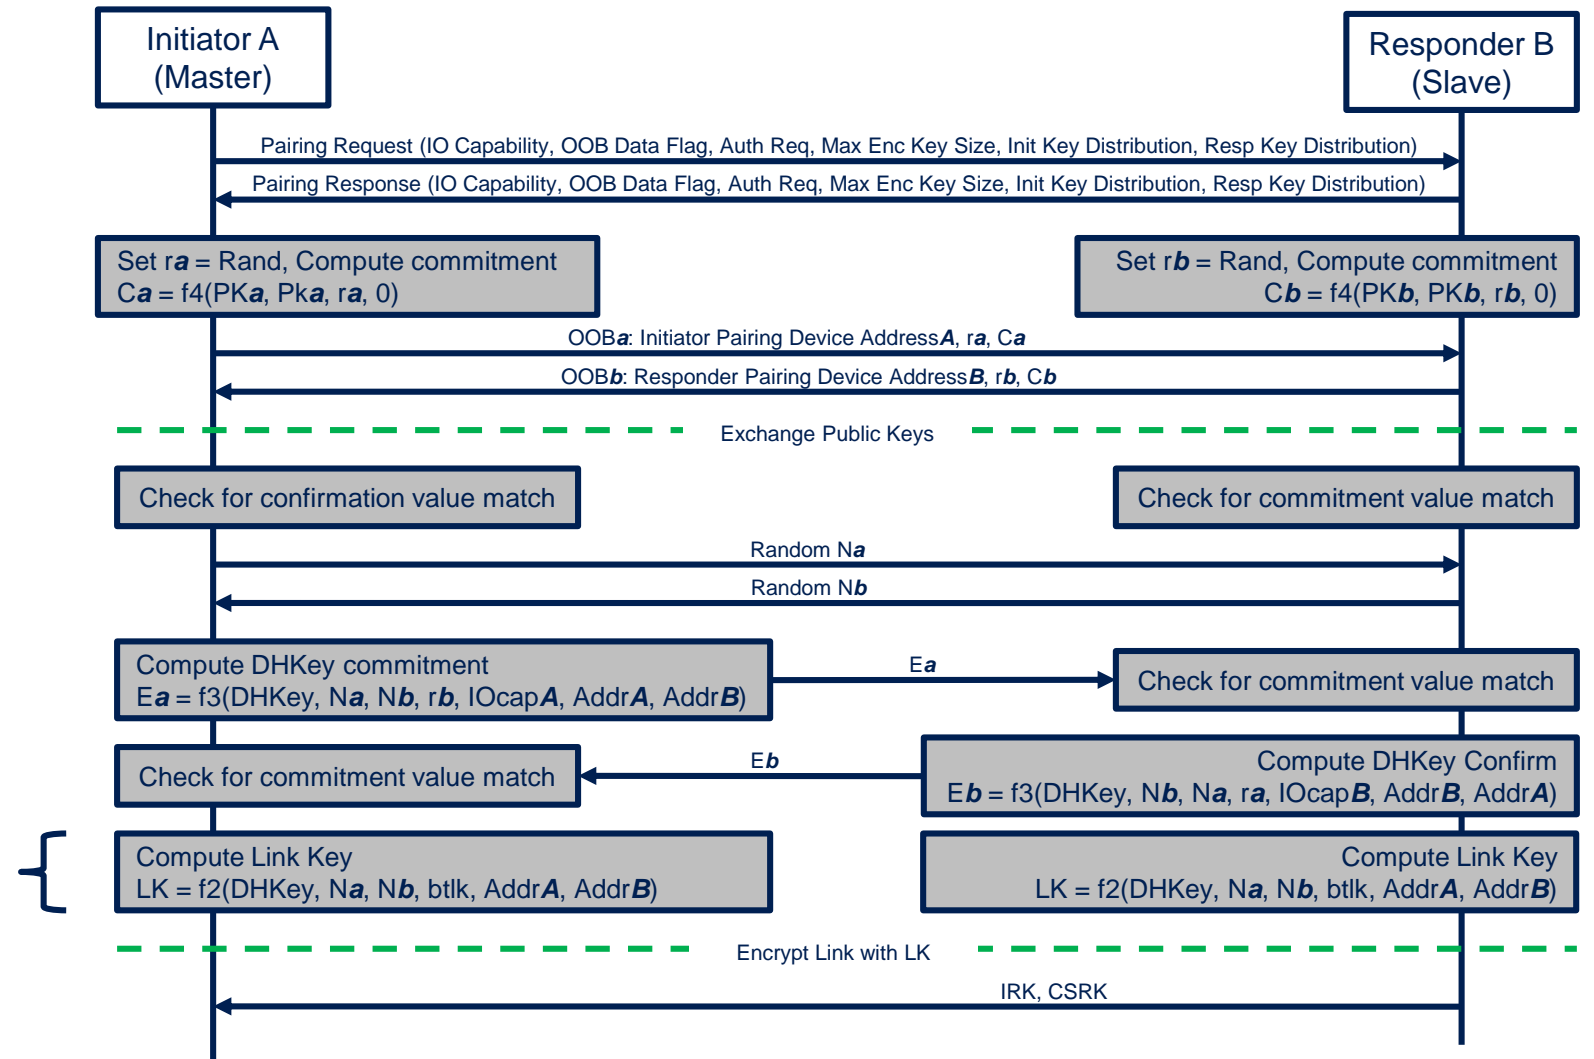 Initiator A
(Master)
Responder B
(Slave)
Pairing Request (IO Capability, OOB Data Flag, Auth Req, Max Enc Key Size, Init Key Distribution, Resp Key Distribution)
Pairing Response (IO Capability, OOB Data Flag, Auth Req, Max Enc Key Size, Init Key Distribution, Resp Key Distribution)
Set ra = Rand, Compute commitment
Ca = f4(PKa, Pka, ra, 0)
Set rb = Rand, Compute commitment
Cb = f4(PKb, PKb, rb, 0)
OOBa: Initiator Pairing Device AddressA, ra, Ca
OOBb: Responder Pairing Device AddressB, rb, Cb
Exchange Public Keys
Check for confirmation value match
Check for commitment value match
Random Na
Random Nb
Compute DHKey commitment
Ea = f3(DHKey, Na, Nb, rb, IOcapA, AddrA, AddrB)
Ea
Check for commitment value match
Check for commitment value match
Eb
Compute DHKey Confirm
Eb = f3(DHKey, Nb, Na, ra, IOcapB, AddrB, AddrA)
Compute Link Key
LK = f2(DHKey, Na, Nb, btlk, AddrA, AddrB)
Compute Link Key
LK = f2(DHKey, Na, Nb, btlk, AddrA, AddrB)
Encrypt Link with LK
IRK, CSRK